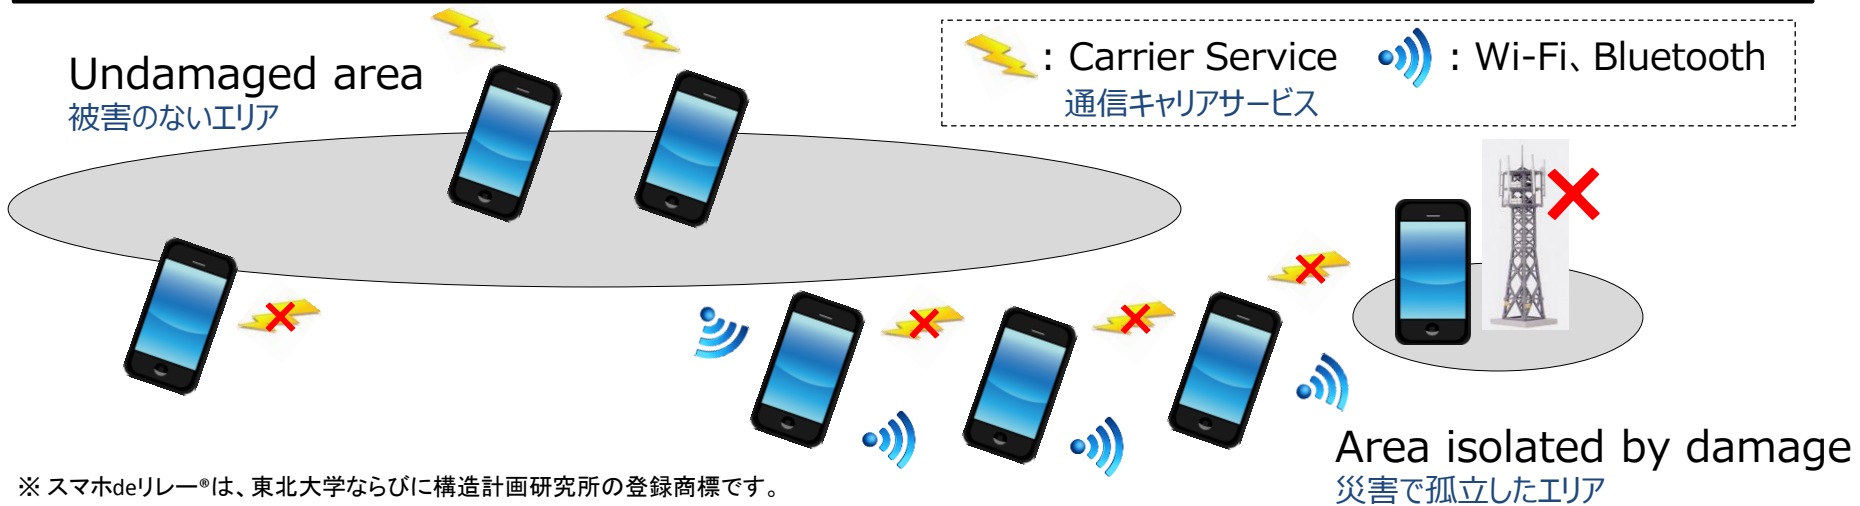 Undamaged area
被害のないエリア
: Carrier Service
通信キャリアサービス
: Wi-Fi、Bluetooth
Area isolated by damage
災害で孤立したエリア
※ スマホdeリレー®は、東北大学ならびに構造計画研究所の登録商標です。